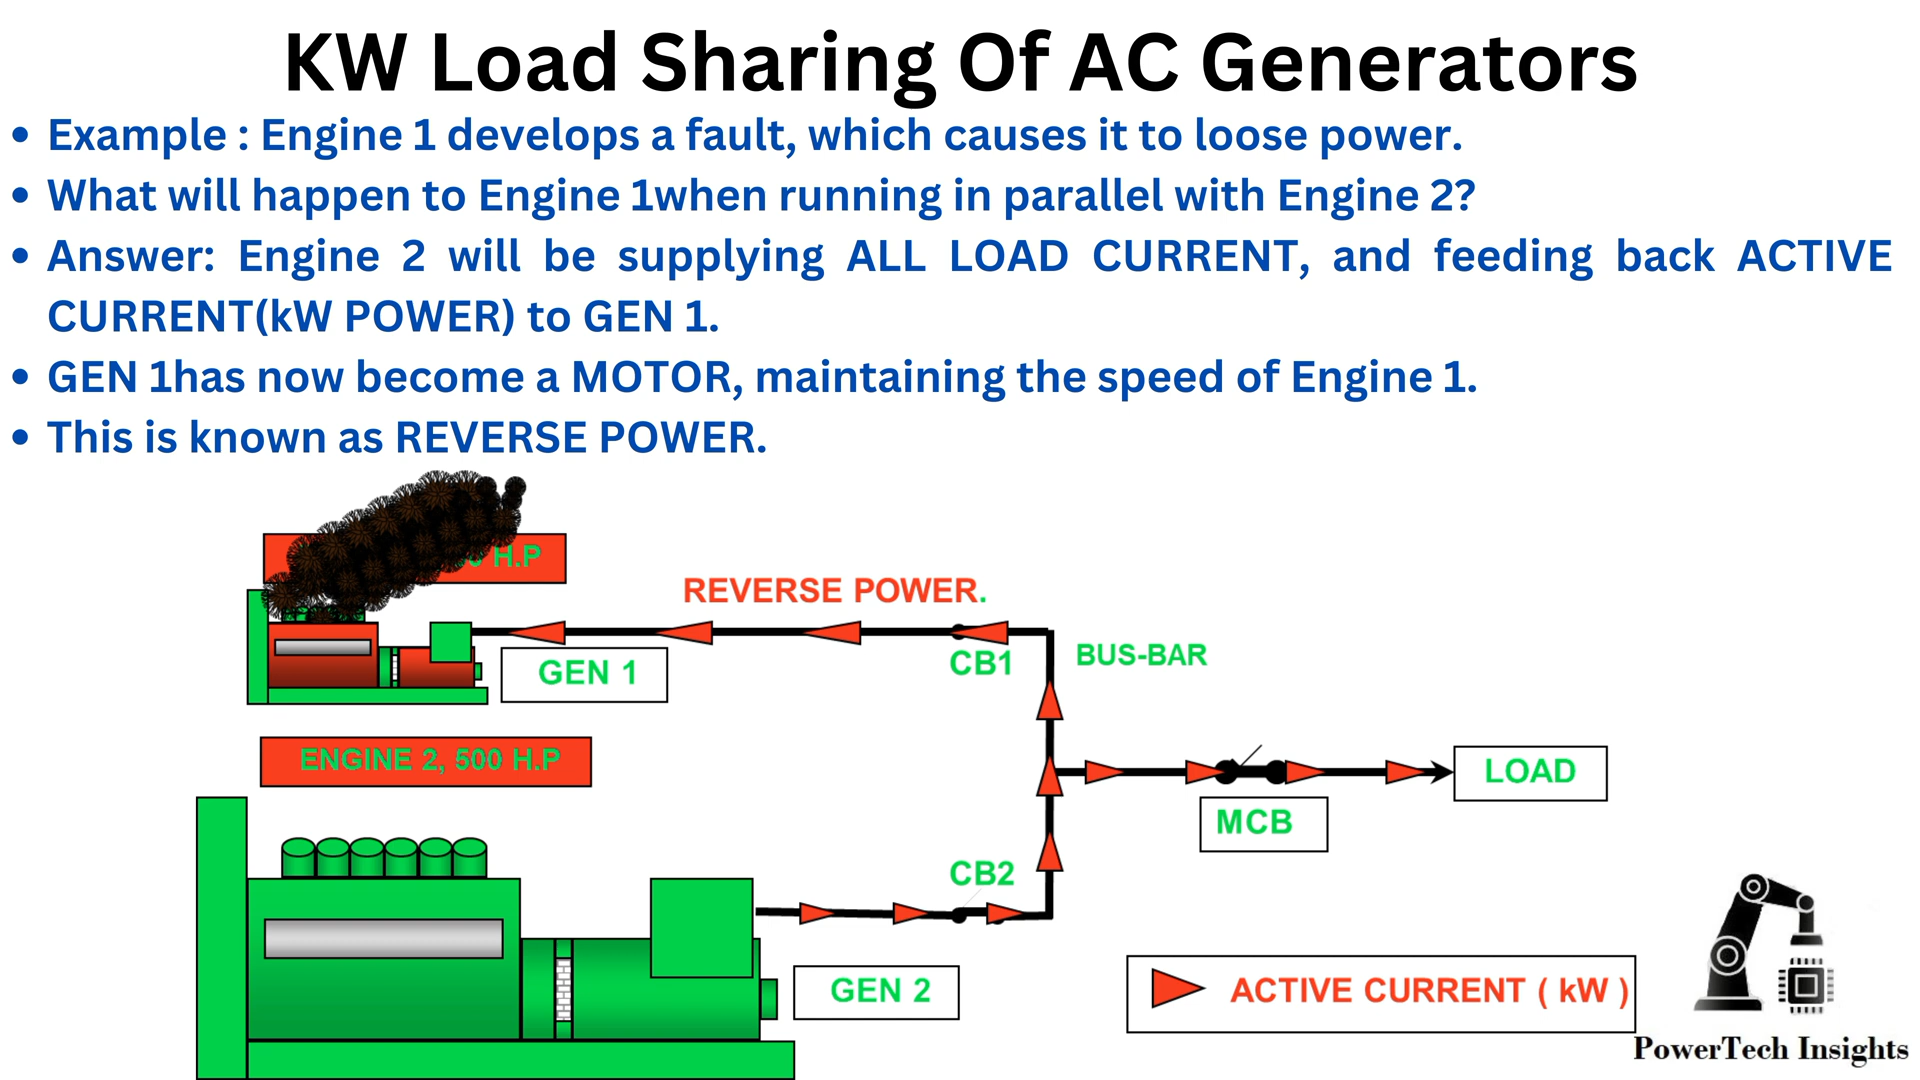 KW Load Sharing Of AC Generators
• Example : Engine 1 develops a fault, which causes it to loose power.
• What will happen to Engine 1when running in parallel with Engine 2?
• Answer: Engine 2 will be supplying ALL LOAD CURRENT, and feeding back ACTIVE
CURRENT(kW POWER) to GEN 1.
• GEN 1has now become a MOTOR, maintaining the speed of Engine 1.
• This is known as REVERSE POWER.
H.P
REVERSE POWER.
GEN 1
CB1
BUS-BAR
ENGINE 2, 500 H.P
LOAD
MCB
CB2
GEN 2
ACTIVE CURRENT ( kW )
PowerTech Insights